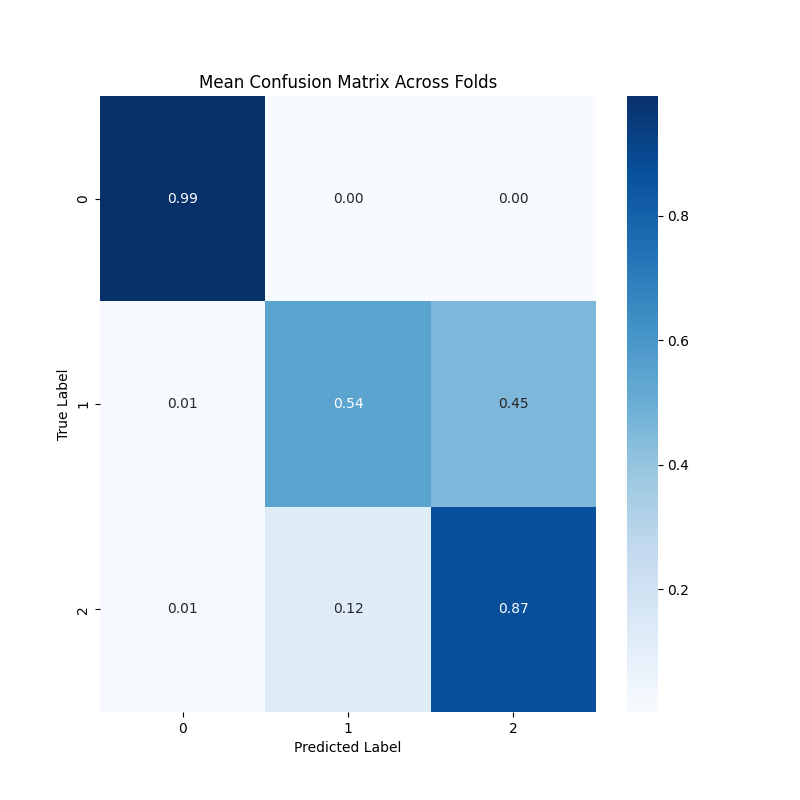 Mean Confusion Matrix Across Folds
0 0.99 0.00 0.00
1 0.01 0.54 0.45
2 0.01 0.12 0.87
0 1 2
Predicted Label
True Label
0.8
0.6
0.4
0.2